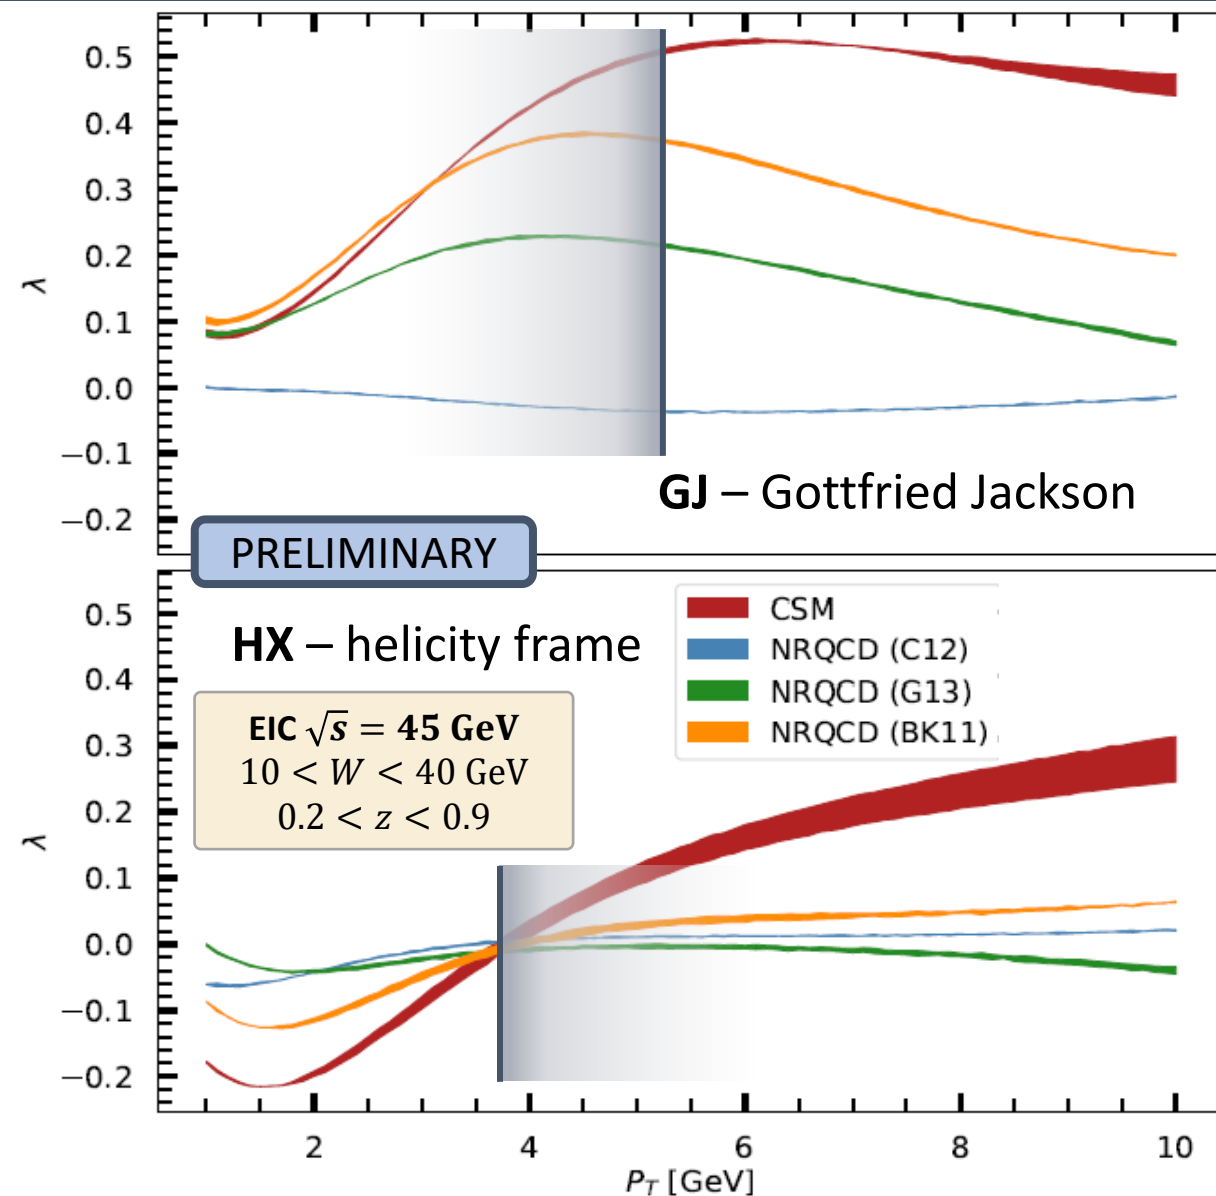 0.5
0.4
0.3
0.2
0.1
0.0
−0.1
−0.2
λ
GJ – Gottfried Jackson
PRELIMINARY
0.5
0.4
0.3
0.2
0.1
0.0
−0.1
−0.2
λ
HX – helicity frame
CSM
NRQCD (C12)
NRQCD (G13)
NRQCD (BK11)
EIC √s = 45 GeV
10 < W < 40 GeV
0.2 < z < 0.9
2 4 6 8 10
P_T [GeV]